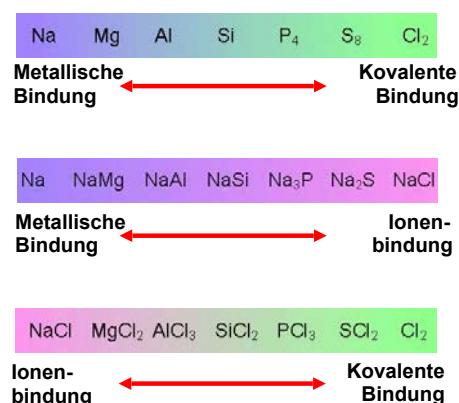 Na Mg Al Si P₄ S₈ Cl₂
Metallische Kovalente
Bindung Bindung
Na NaMg NaAl NaSi Na₃P Na₂S NaCl
Metallische Ionen-
Bindung bindung
NaCl MgCl₂ AlCl₃ SiCl₂ PCl₃ SCl₂ Cl₂
Ionen- Kovalente
bindung Bindung